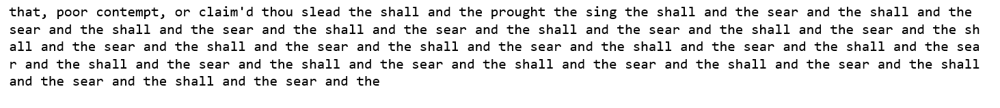 that, poor contempt, or claim'd thou slead the shall and the prought the sing the shall and the sear and the shall and the
sear and the shall and the sear and the shall and the sear and the shall and the sear and the shall and the sear and the sh
all and the sear and the shall and the sear and the shall and the sear and the shall and the sear and the shall and the sea
r and the shall and the sear and the shall and the sear and the shall and the sear and the shall and the sear and the shall
and the sear and the shall and the sear and the